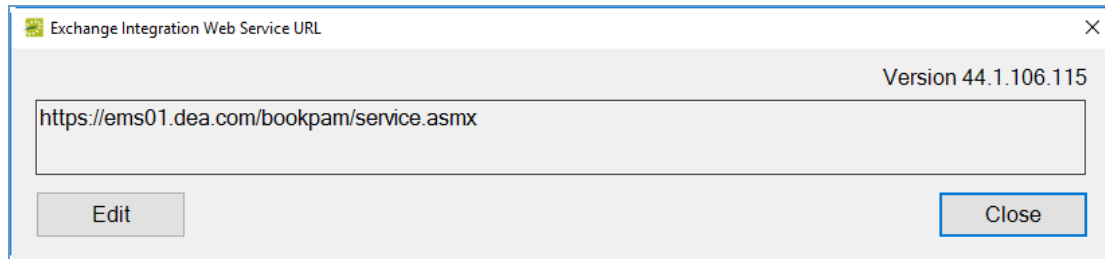 Exchange Integration Web Service URL
Version 44.1.106.115
https://ems01.dea.com/bookpam/service.asmx
Edit
Close